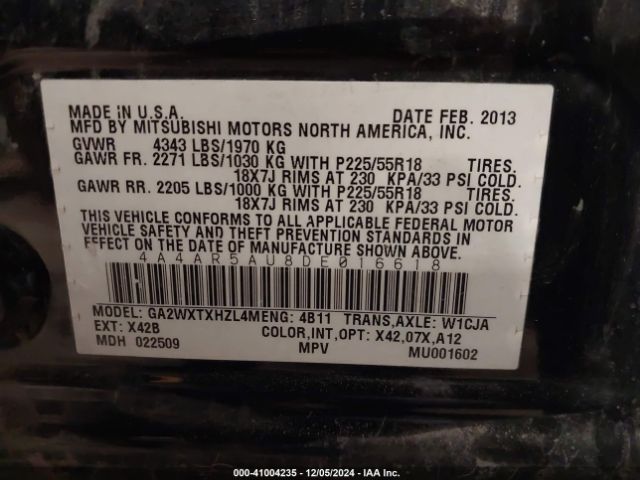 MADE IN U.S.A. DATE FEB. 2013
MFD BY MITSUBISHI MOTORS NORTH AMERICA, INC.
GVWR 4343 LBS/1970 KG
GAWR FR. 2271 LBS/1030 KG WITH P225/55R18 TIRES.
18X7J RIMS AT 230 KPA/33 PSI COLD.
GAWR RR. 2205 LBS/1000 KG WITH P225/55R18 TIRES.
18X7J RIMS AT 230 KPA/33 PSI COLD.
THIS VEHICLE CONFORMS TO ALL APPLICABLE FEDERAL MOTOR
VEHICLE SAFETY AND THEFT PREVENTION STANDARDS IN
EFFECT ON THE DATE OF MANUFACTURE SHOWN ABOVE.
4A4AR5AU8DE016618
MODEL: GA2WXTXHZL4MENG: 4B11 TRANS,AXLE: W1CJA
EXT: X42B COLOR,INT,OPT: X42,07X,A12
MDH 022509 MPV MU001602
000-41004235 - 12/05/2024 - IAA Inc.